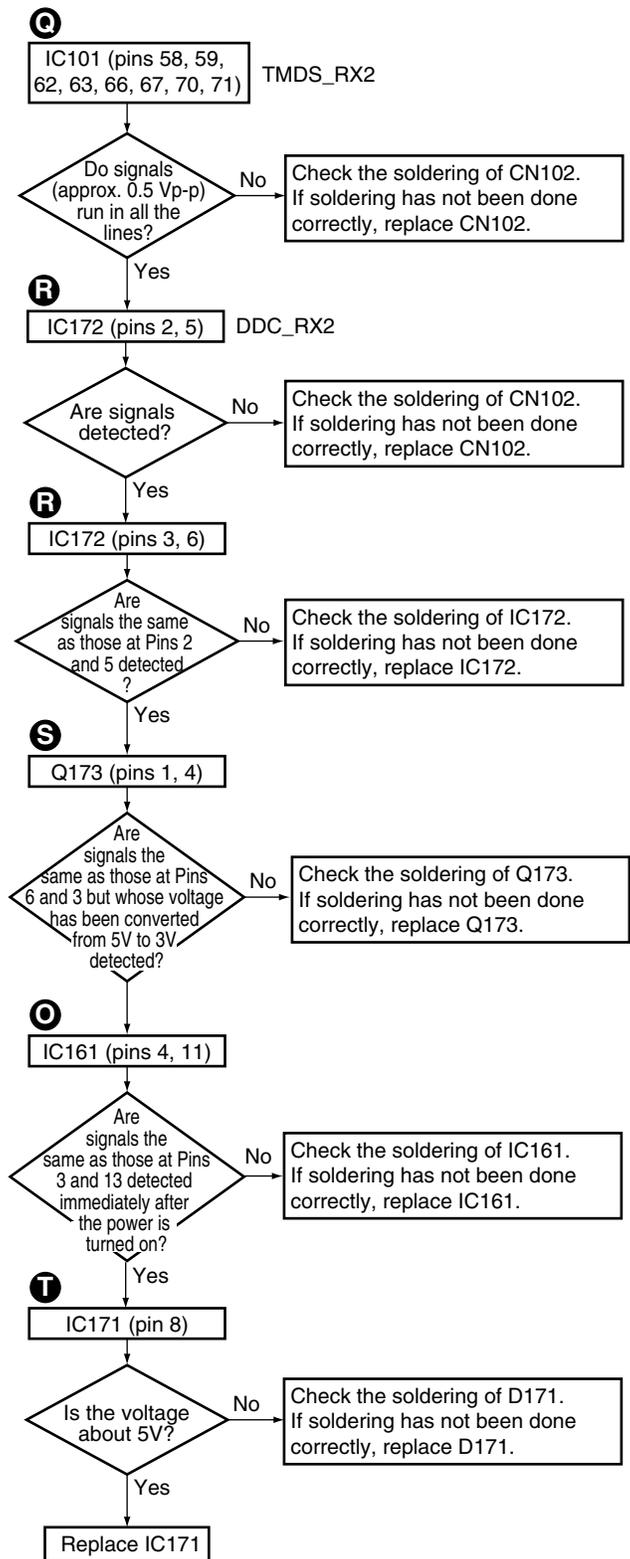 Q
IC101 (pins 58, 59,
62, 63, 66, 67, 70, 71)
TMDS_RX2
Do signals
(approx. 0.5 Vp-p)
run in all the
lines?
No
Check the soldering of CN102.
If soldering has not been done
correctly, replace CN102.
Yes
R
IC172 (pins 2, 5)
DDC_RX2
Are signals
detected?
No
Check the soldering of CN102.
If soldering has not been done
correctly, replace CN102.
Yes
R
IC172 (pins 3, 6)
Are
signals the same
as those at Pins 2
and 5 detected
?
No
Check the soldering of IC172.
If soldering has not been done
correctly, replace IC172.
Yes
S
Q173 (pins 1, 4)
Are
signals the
same as those at Pins
6 and 3 but whose voltage
has been converted
from 5V to 3V
detected?
No
Check the soldering of Q173.
If soldering has not been done
correctly, replace Q173.
O
IC161 (pins 4, 11)
Are
signals the
same as those at Pins
3 and 13 detected
immediately after
the power is
turned on?
No
Check the soldering of IC161.
If soldering has not been done
correctly, replace IC161.
Yes
T
IC171 (pin 8)
Is the voltage
about 5V?
No
Check the soldering of D171.
If soldering has not been done
correctly, replace D171.
Yes
Replace IC171